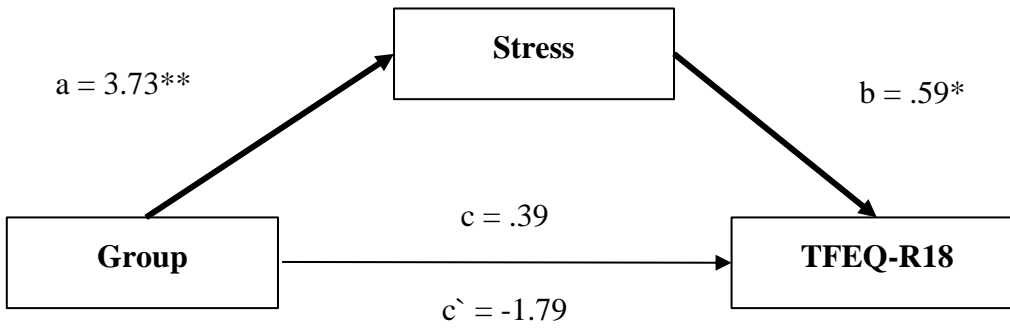 Stress
a = 3.73**
b = .59*
c = .39
Group
TFEQ-R18
c` = -1.79